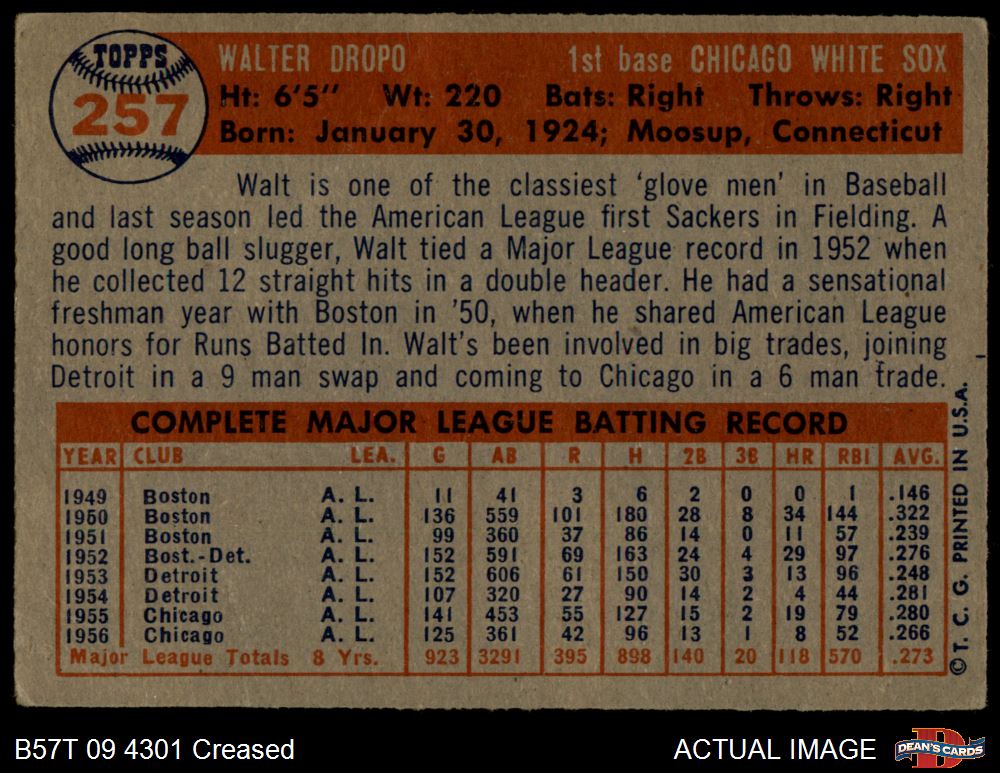 TOPPS
257
WALTER DROPO 1st base CHICAGO WHITE SOX
Ht: 6'5" Wt: 220 Bats: Right Throws: Right
Born: January 30, 1924; Moosup, Connecticut
Walt is one of the classiest 'glove men' in Baseball
and last season led the American League first Sackers in Fielding. A
good long ball slugger, Walt tied a Major League record in 1952 when
he collected 12 straight hits in a double header. He had a sensational
freshman year with Boston in '50, when he shared American League
honors for Runs Batted In. Walt's been involved in big trades, joining
Detroit in a 9 man swap and coming to Chicago in a 6 man trade.
COMPLETE MAJOR LEAGUE BATTING RECORD
YEAR CLUB LEA. G AB R H 2B 3B HR RBI AVG.
1949 Boston A. L. 11 41 3 6 2 0 0 1 .146
1950 Boston A. L. 136 559 101 180 28 8 34 144 .322
1951 Boston A. L. 99 360 37 86 14 0 11 57 .239
1952 Bost.-Det. A. L. 152 591 69 163 24 4 29 97 .276
1953 Detroit A. L. 152 606 61 150 30 3 13 96 .248
1954 Detroit A. L. 107 320 27 90 14 2 4 44 .281
1955 Chicago A. L. 141 453 55 127 15 2 19 79 .280
1956 Chicago A. L. 125 361 42 96 13 1 8 52 .266
Major League Totals 8 Yrs. 923 3291 395 898 140 20 118 570 .273
© T. C. G. PRINTED IN U.S.A.
B57T 09 4301 Creased ACTUAL IMAGE
DEAN'S CARDS